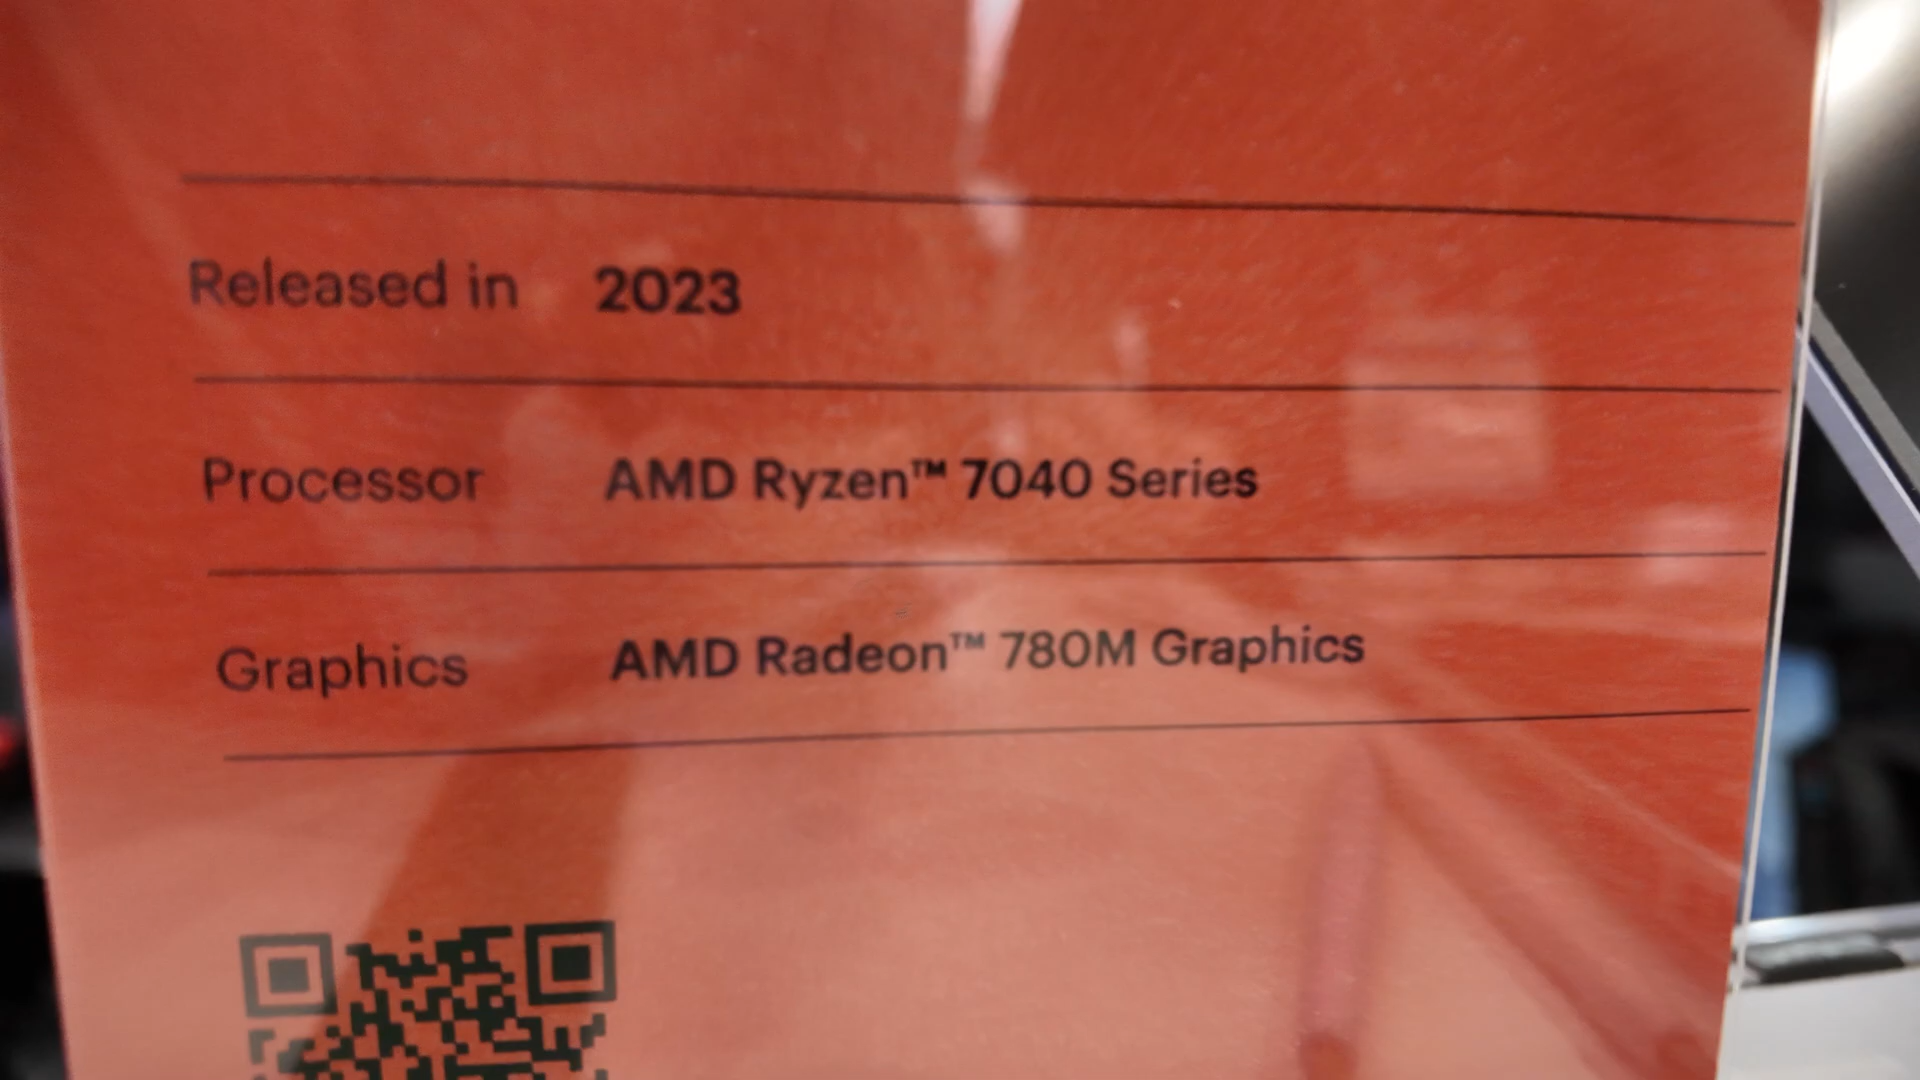 Released in 2023
Processor AMD Ryzen™ 7040 Series
Graphics AMD Radeon™ 780M Graphics